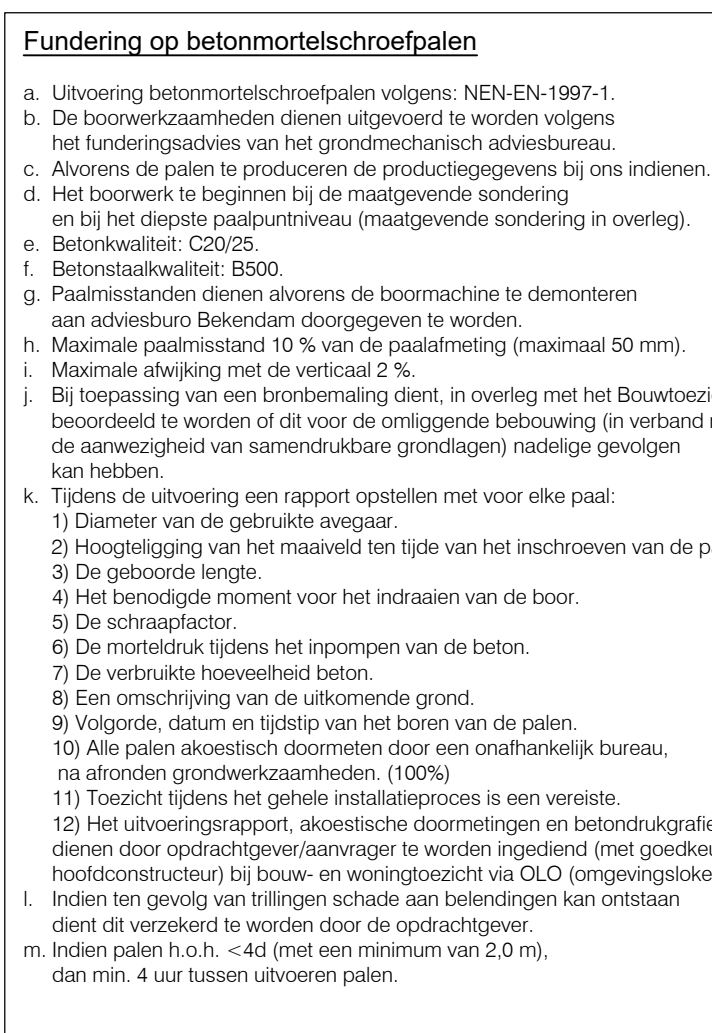 Fundering op betonmortelschroefpalen
a. Uitvoering betonmortelschroefpalen volgens: NEN-EN-1997-1.
b. De boorwerkzaamheden dienen uitgevoerd te worden volgens
het funderingsadvies van het grondmechanisch adviesbureau.
c. Alvorens de palen te produceren de productiegegevens bij ons indienen.
d. Het boorwerk te beginnen bij de maatgevende sondering
en bij het diepste paalpuntniveau (maatgevende sondering in overleg).
e. Betonkwaliteit: C20/25.
f. Betonstaalkwaliteit: B500.
g. Paalmisstanden dienen alvorens de boormachine te demonteren
aan adviesburo Bekendam doorgegeven te worden.
h. Maximale paalmisstand 10 % van de paalafmeting (maximaal 50 mm).
i. Maximale afwijking met de verticaal 2 %.
j. Bij toepassing van een bronbemaling dient, in overleg met het
beoordeeld te worden of dit voor de omliggende bebouwing (in verband
de aanwezigheid van samendrukbare grondlagen) nadelige gevolgen
kan hebben.
k. Tijdens de uitvoering een rapport opstellen met voor elke paal:
1) Diameter van de gebruikte avegaar.
2) Hoogteligging van het maaiveld ten tijde van het inschroeven van de
3) De geboorde lengte.
4) Het benodigde moment voor het indraaien van de boor.
5) De schraapfactor.
6) De morteldruk tijdens het inpompen van de beton.
7) De verbruikte hoeveelheid beton.
8) Een omschrijving van de uitkomende grond.
9) Volgorde, datum en tijdstip van het boren van de palen.
10) Alle palen akoestisch doormeten door een onafhankelijk bureau,
na afronden grondwerkzaamheden. (100%)
11) Toezicht tijdens het gehele installatieproces is een vereiste.
12) Het uitvoeringsrapport, akoestische doormetingen en
dienen door opdrachtgever/aanvrager te worden ingediend (met
hoofdconstructeur) bij bouw- en woningtoezicht via OLO
l. Indien ten gevolg van trillingen schade aan belendingen kan ontstaan
dient dit verzekerd te worden door de opdrachtgever.
m. Indien palen h.o.h. <4d (met een minimum van 2,0 m),
dan min. 4 uur tussen uitvoeren palen.